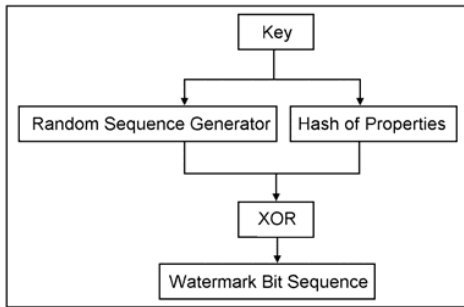 Key
Random Sequence Generator
Hash of Properties
XOR
Watermark Bit Sequence